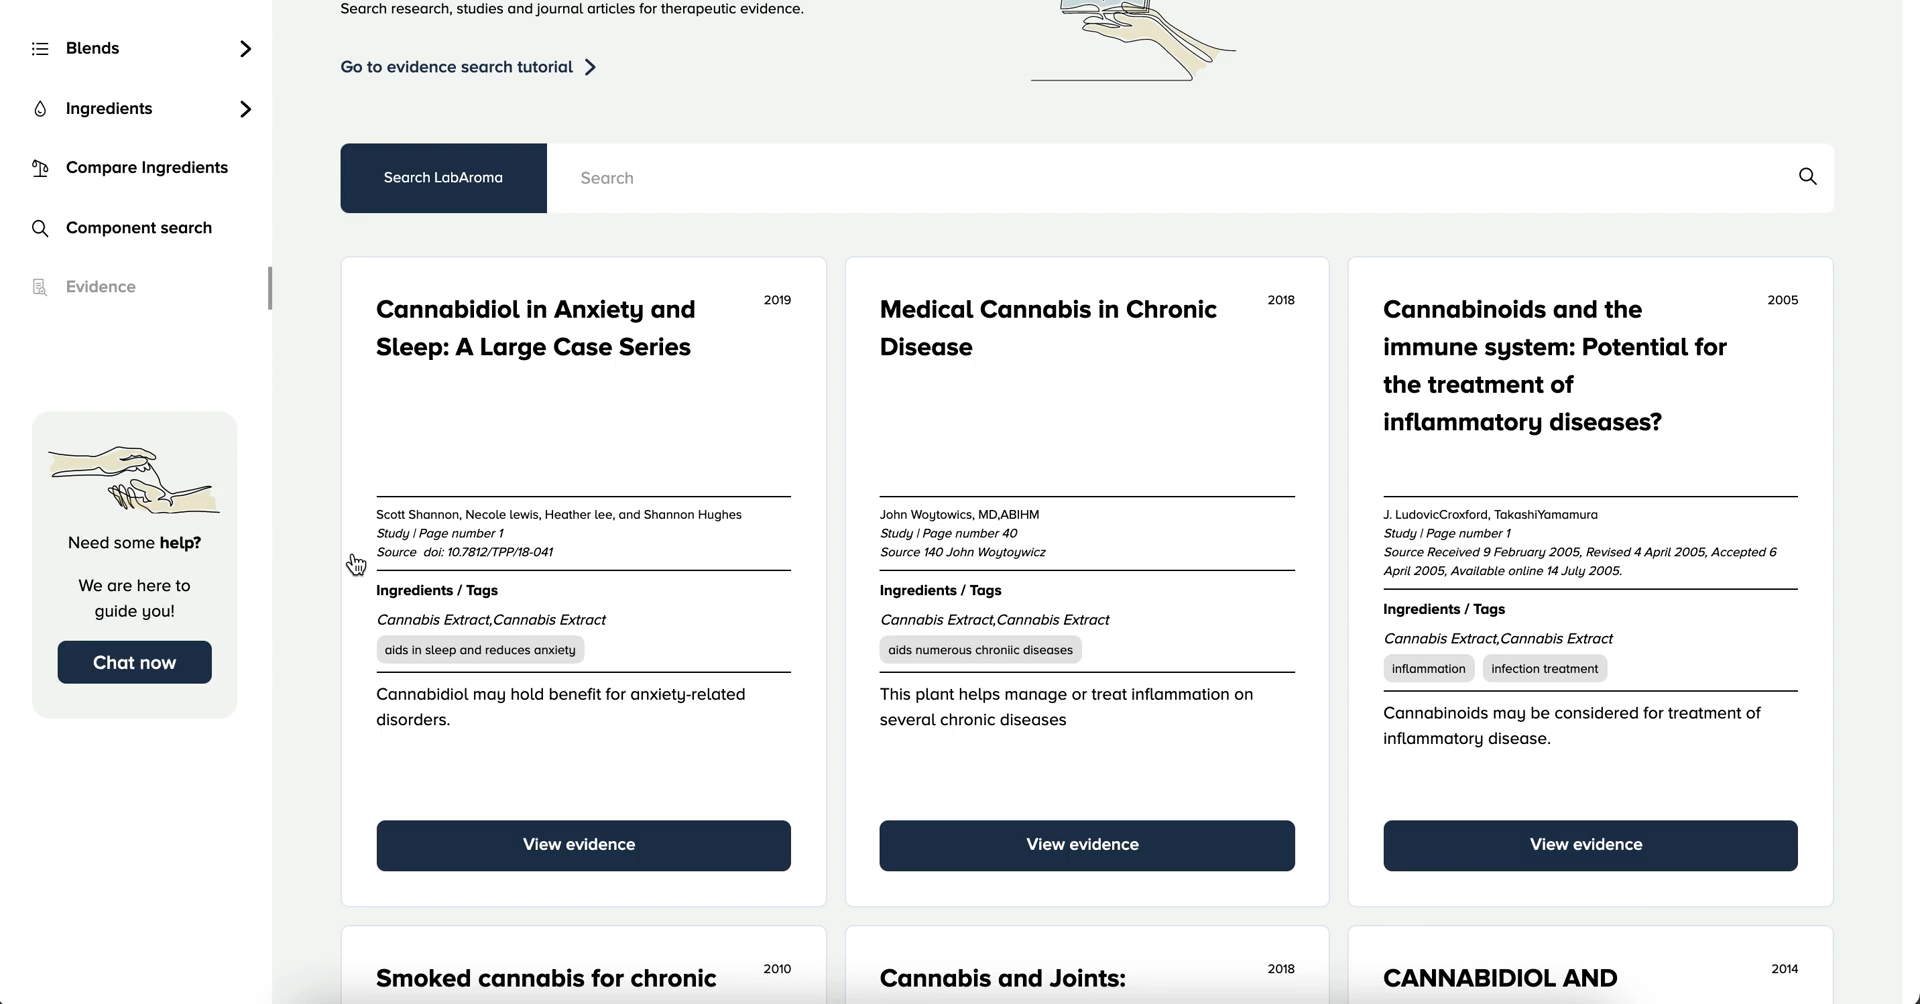 Blends
Ingredients
Compare Ingredients
Component search
Evidence
Need some help?
We are here to
guide you!
Chat now
Search research, studies and journal articles for therapeutic evidence.
Go to evidence search tutorial
Search LabAroma
Search
Cannabidiol in Anxiety and
Sleep: A Large Case Series
2019
Scott Shannon, Necole lewis, Heather lee, and Shannon Hughes
Study | Page number 1
Source doi: 10.7812/TPP/18-041
Ingredients / Tags
Cannabis Extract,Cannabis Extract
aids in sleep and reduces anxiety
Cannabidiol may hold benefit for anxiety-related
disorders.
View evidence
Medical Cannabis in Chronic
Disease
2018
John Woytowics, MD,ABIHM
Study | Page number 40
Source 140 John Woytoywicz
Ingredients / Tags
Cannabis Extract,Cannabis Extract
aids numerous chroniic diseases
This plant helps manage or treat inflammation on
several chronic diseases
View evidence
Cannabinoids and the
immune system: Potential for
the treatment of
inflammatory diseases?
2005
J. LudovicCroxford, TakashiYamamura
Study | Page number 1
Source Received 9 February 2005, Revised 4 April 2005, Accepted 6
April 2005, Available online 14 July 2005.
Ingredients / Tags
Cannabis Extract,Cannabis Extract
inflammation
infection treatment
Cannabinoids may be considered for treatment of
inflammatory disease.
View evidence
Smoked cannabis for chronic
2010
Cannabis and Joints:
2018
CANNABIDIOL AND
2014